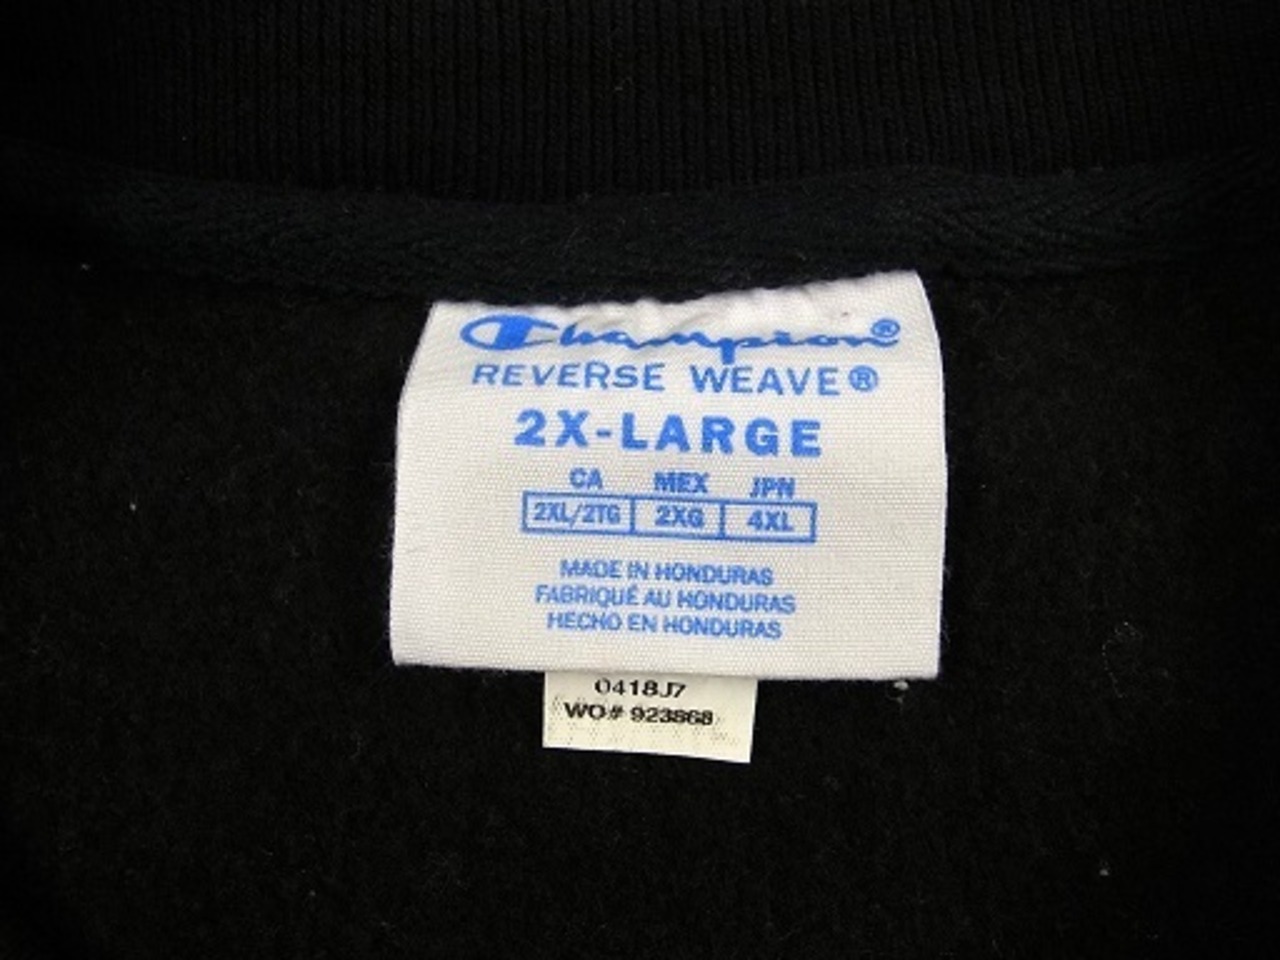 Champion®
REVERSE WEAVE®
2X-LARGE
CA MEX JPN
2XL/2TG 2XG 4XL
MADE IN HONDURAS
FABRIQUÉ AU HONDURAS
HECHO EN HONDURAS
0418J7
WO# 923868